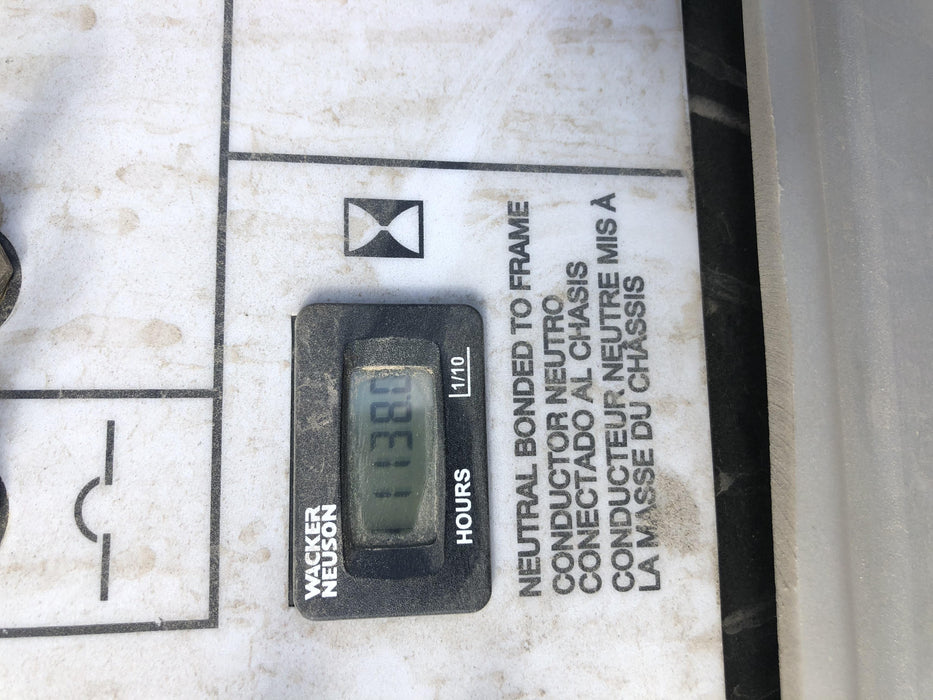 WACKER
NEUSON
1138.0
HOURS 1/10
NEUTRAL BONDED TO FRAME
CONDUCTOR NEUTRO
CONECTADO AL CHASIS
CONDUCTEUR NEUTRE MIS À
LA MASSE DU CHÂSSIS